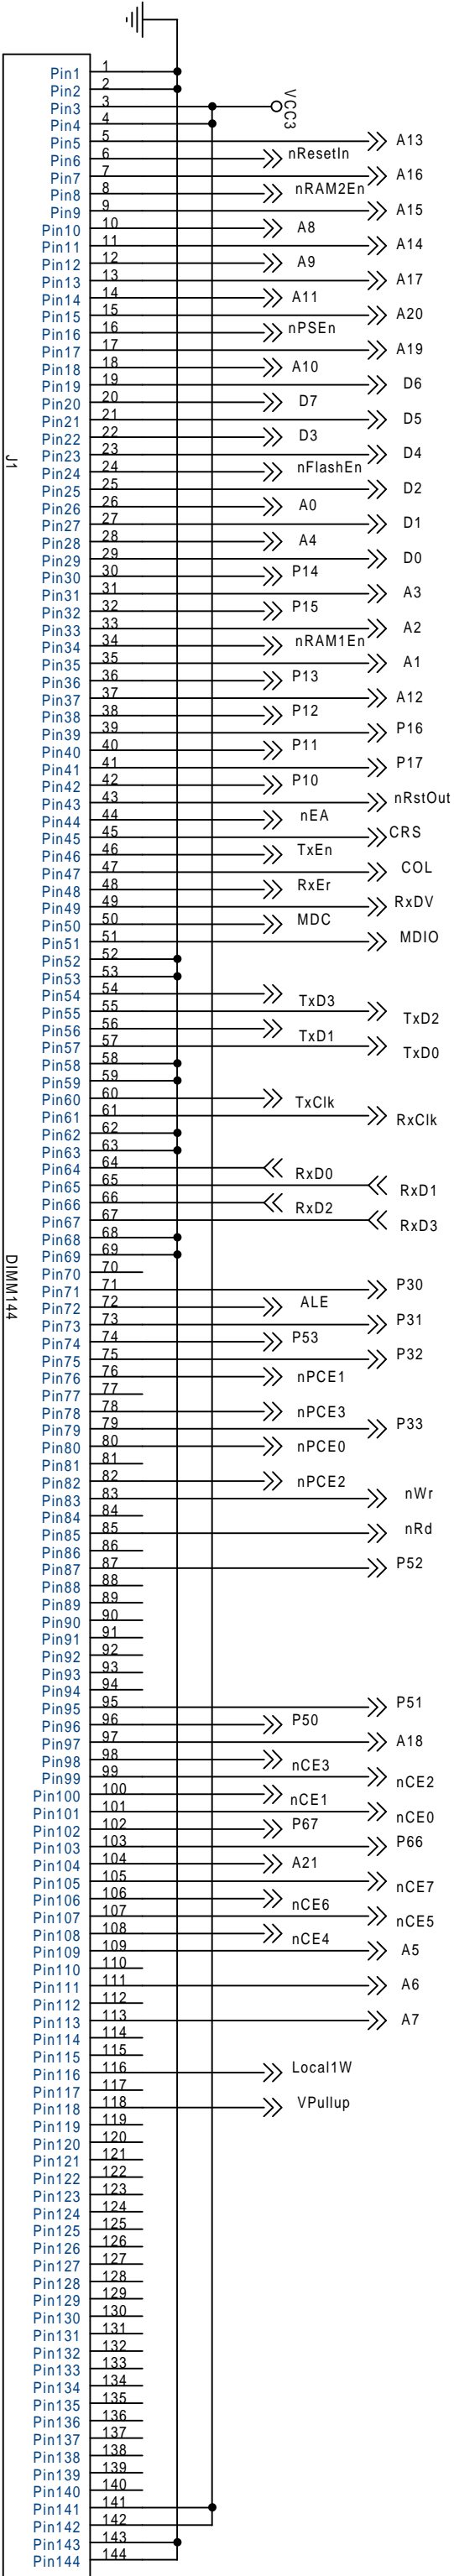 VCC3
Pin1 1
Pin2 2
Pin3 3
Pin4 4
Pin5 5 A13
Pin6 6 nResetIn
Pin7 7 A16
Pin8 8 nRAM2En
Pin9 9 A15
Pin10 10 A8
Pin11 11 A14
Pin12 12 A9
Pin13 13 A17
Pin14 14 A11
Pin15 15 A20
Pin16 16 nPSEn
Pin17 17 A19
Pin18 18 A10
Pin19 19 D6
Pin20 20 D7
Pin21 21 D5
Pin22 22 D3
Pin23 23 D4
Pin24 24 nFlashEn
J1
Pin25 25 D2
Pin26 26 A0
Pin27 27 D1
Pin28 28 A4
Pin29 29 D0
Pin30 30 P14
Pin31 31 A3
Pin32 32 P15
Pin33 33 A2
Pin34 34 nRAM1En
Pin35 35 A1
Pin36 36 P13
Pin37 37 A12
Pin38 38 P12
Pin39 39 P16
Pin40 40 P11
Pin41 41 P17
Pin42 42 P10
Pin43 43 nRstOut
Pin44 44 nEA
Pin45 45 CRS
Pin46 46 TxEn
Pin47 47 COL
Pin48 48 RxEr
Pin49 49 RxDV
Pin50 50 MDC
Pin51 51 MDIO
Pin52 52
Pin53 53
Pin54 54 TxD3
Pin55 55 TxD2
Pin56 56 TxD1
Pin57 57 TxD0
Pin58 58
Pin59 59
Pin60 60 TxClk
Pin61 61 RxClk
Pin62 62
Pin63 63
Pin64 64 RxD0
Pin65 65 RxD1
Pin66 66 RxD2
Pin67 67 RxD3
Pin68 68
Pin69 69
Pin70 70
DIMM144
Pin71 71 P30
Pin72 72 ALE
Pin73 73 P31
Pin74 74 P53
Pin75 75 P32
Pin76 76 nPCE1
Pin77 77
Pin78 78 nPCE3
Pin79 79 P33
Pin80 80 nPCE0
Pin81 81
Pin82 82 nPCE2
Pin83 83 nWr
Pin84 84
Pin85 85 nRd
Pin86 86
Pin87 87 P52
Pin88 88
Pin89 89
Pin90 90
Pin91 91
Pin92 92
Pin93 93
Pin94 94
Pin95 95 P51
Pin96 96 P50
Pin97 97 A18
Pin98 98 nCE3
Pin99 99 nCE2
Pin100 100 nCE1
Pin101 101 nCE0
Pin102 102 P67
Pin103 103 P66
Pin104 104 A21
Pin105 105 nCE7
Pin106 106 nCE6
Pin107 107 nCE5
Pin108 108 nCE4
Pin109 109 A5
Pin110 110
Pin111 111 A6
Pin112 112
Pin113 113 A7
Pin114 114
Pin115 115
Pin116 116 Local1W
Pin117 117
Pin118 118 VPullup
Pin119 119
Pin120 120
Pin121 121
Pin122 122
Pin123 123
Pin124 124
Pin125 125
Pin126 126
Pin127 127
Pin128 128
Pin129 129
Pin130 130
Pin131 131
Pin132 132
Pin133 133
Pin134 134
Pin135 135
Pin136 136
Pin137 137
Pin138 138
Pin139 139
Pin140 140
Pin141 141
Pin142 142
Pin143 143
Pin144 144